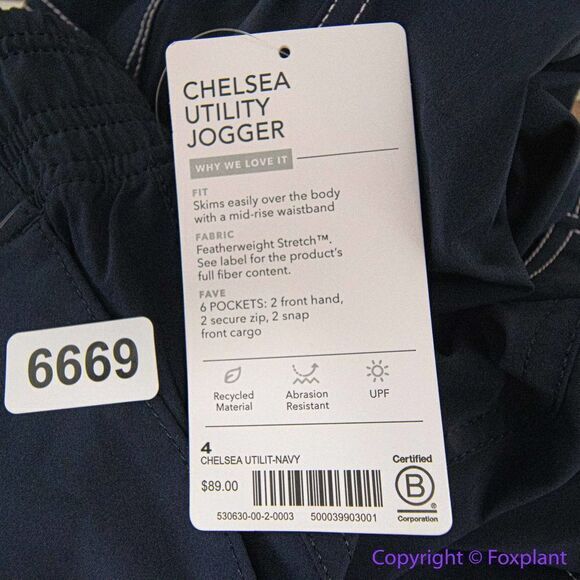 CHELSEA
UTILITY
JOGGER
WHY WE LOVE IT
FIT
Skims easily over the body
with a mid-rise waistband
FABRIC
Featherweight Stretch™.
See label for the product's
full fiber content.
FAVE
6 POCKETS: 2 front hand,
2 secure zip, 2 snap
front cargo
6669
Recycled
Material
Abrasion
Resistant
UPF
4
CHELSEA UTILIT-NAVY
$89.00
530630-00-2-0003 500039903001
Certified
B
®
Corporation
Copyright © Foxplant